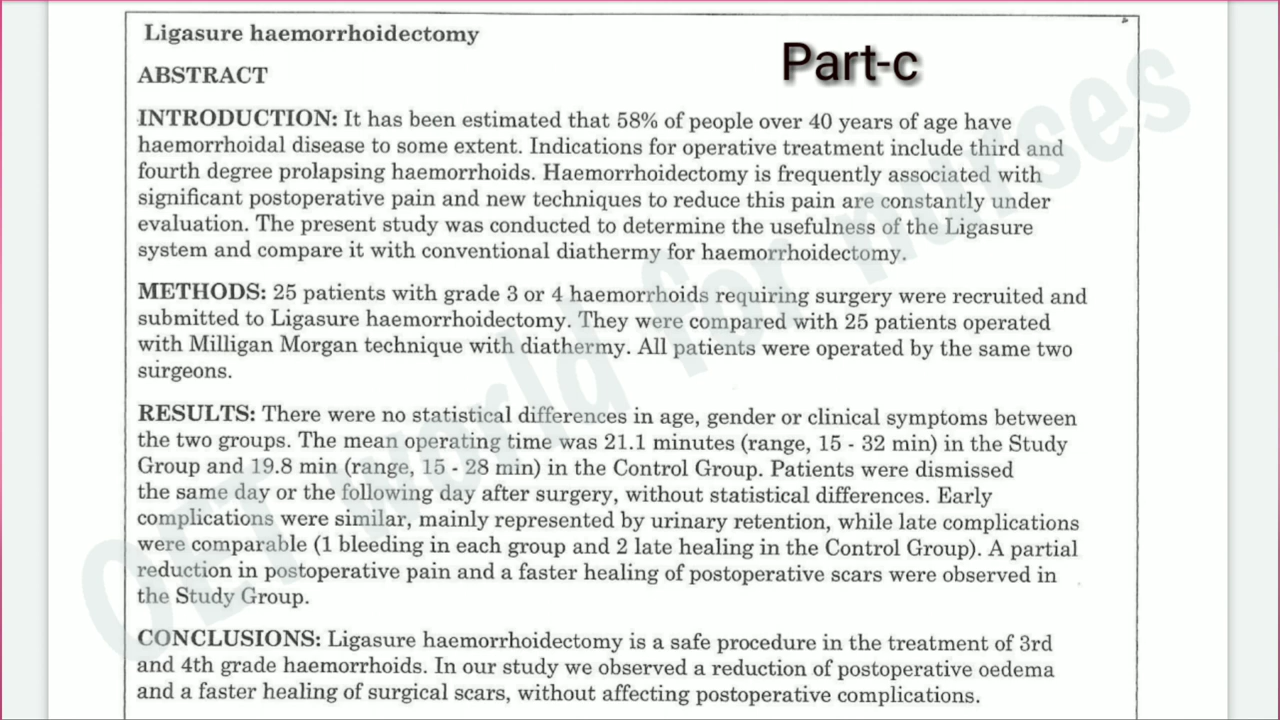 Ligasure haemorrhoidectomy
Part-c
ABSTRACT
INTRODUCTION: It has been estimated that 58% of people over 40 years of age have
haemorrhoidal disease to some extent. Indications for operative treatment include third and
fourth degree prolapsing haemorrhoids. Haemorrhoidectomy is frequently associated with
significant postoperative pain and new techniques to reduce this pain are constantly under
evaluation. The present study was conducted to determine the usefulness of the Ligasure
system and compare it with conventional diathermy for haemorrhoidectomy.
METHODS: 25 patients with grade 3 or 4 haemorrhoids requiring surgery were recruited and
submitted to Ligasure haemorrhoidectomy. They were compared with 25 patients operated
with Milligan Morgan technique with diathermy. All patients were operated by the same two
surgeons.
RESULTS: There were no statistical differences in age, gender or clinical symptoms between
the two groups. The mean operating time was 21.1 minutes (range, 15 - 32 min) in the Study
Group and 19.8 min (range, 15 - 28 min) in the Control Group. Patients were dismissed
the same day or the following day after surgery, without statistical differences. Early
complications were similar, mainly represented by urinary retention, while late complications
were comparable (1 bleeding in each group and 2 late healing in the Control Group). A partial
reduction in postoperative pain and a faster healing of postoperative scars were observed in
the Study Group.
CONCLUSIONS: Ligasure haemorrhoidectomy is a safe procedure in the treatment of 3rd
and 4th grade haemorrhoids. In our study we observed a reduction of postoperative oedema
and a faster healing of surgical scars, without affecting postoperative complications.
OET world for nurses